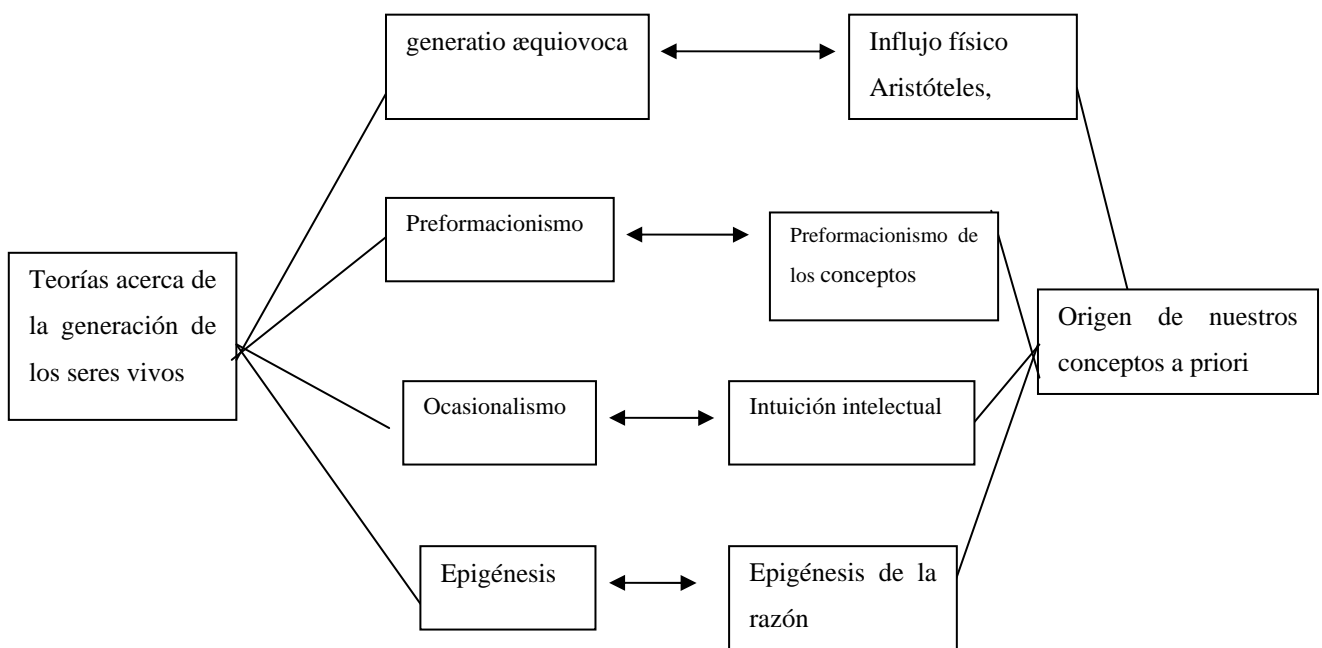 generatio æquiovoca
Influjo físico
Aristóteles,
Preformacionismo
Preformacionismo de
los conceptos
Teorías acerca de
la generación de
los seres vivos
Origen de nuestros
conceptos a priori
Ocasionalismo
Intuición intelectual
Epigénesis
Epigénesis de la
razón